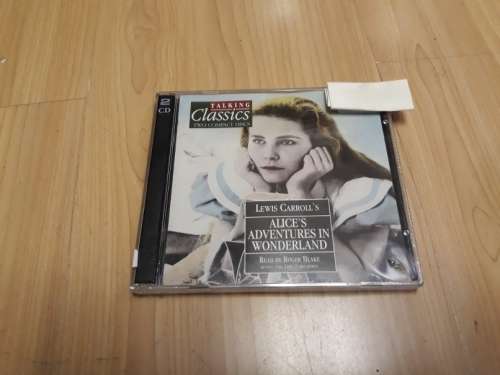 2
CD
TALKING
Classics
TWO COMPACT DISCS
LEWIS CARROLL'S
ALICE'S
ADVENTURES IN
WONDERLAND
READ BY ROGER BLAKE